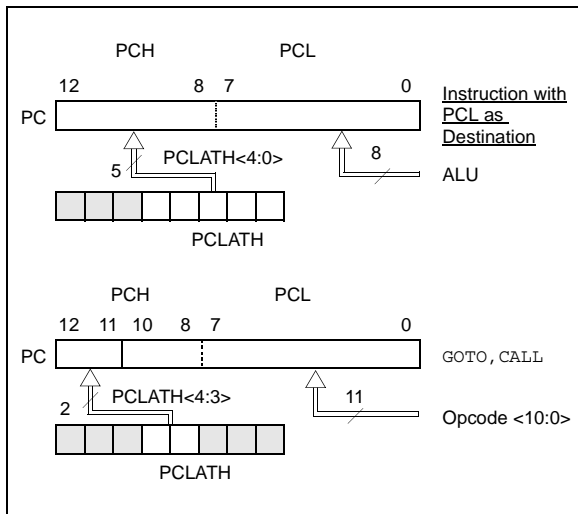 PCH PCL
12 8 7 0
PC
Instruction with
PCL as
Destination
5 PCLATH<4:0> 8
ALU
PCLATH
PCH PCL
12 11 10 8 7 0
PC GOTO,CALL
2 PCLATH<4:3> 11
Opcode <10:0>
PCLATH